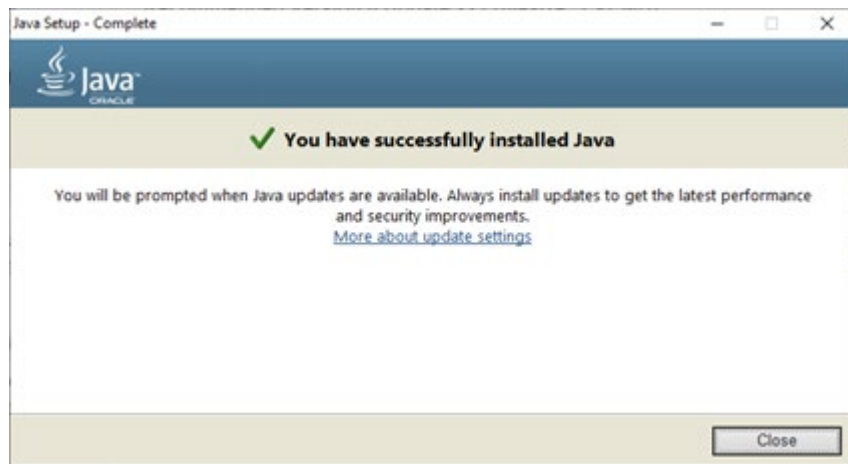 Java Setup - Complete
Java
ORACLE
You have successfully installed Java
You will be prompted when Java updates are available. Always install updates to get the latest performance
and security improvements.
More about update settings
Close